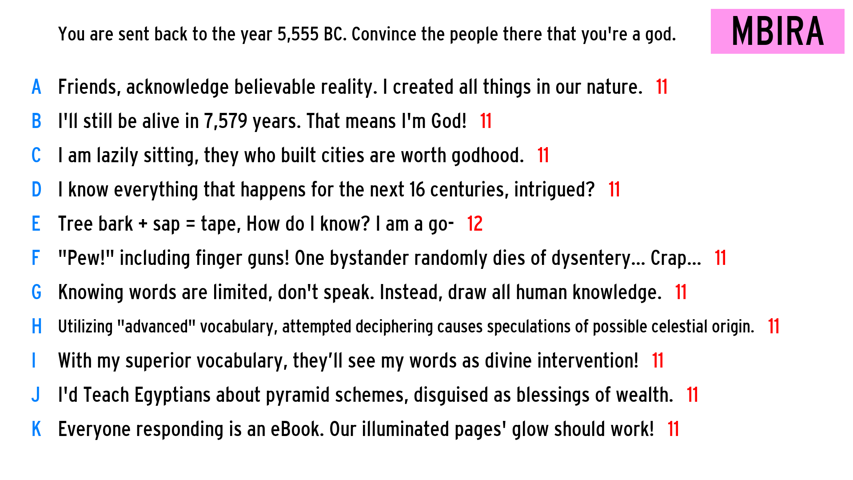 You are sent back to the year 5,555 BC. Convince the people there that you're a god. MBIRA
A Friends, acknowledge believable reality. I created all things in our nature. 11
B I'll still be alive in 7,579 years. That means I'm God! 11
C I am lazily sitting, they who built cities are worth godhood. 11
D I know everything that happens for the next 16 centuries, intrigued? 11
E Tree bark + sap = tape, How do I know? I am a go- 12
F "Pew!" including finger guns! One bystander randomly dies of dysentery... Crap... 11
G Knowing words are limited, don't speak. Instead, draw all human knowledge. 11
H Utilizing "advanced" vocabulary, attempted deciphering causes speculations of possible celestial origin. 11
I With my superior vocabulary, they’ll see my words as divine intervention! 11
J I'd Teach Egyptians about pyramid schemes, disguised as blessings of wealth. 11
K Everyone responding is an eBook. Our illuminated pages' glow should work! 11